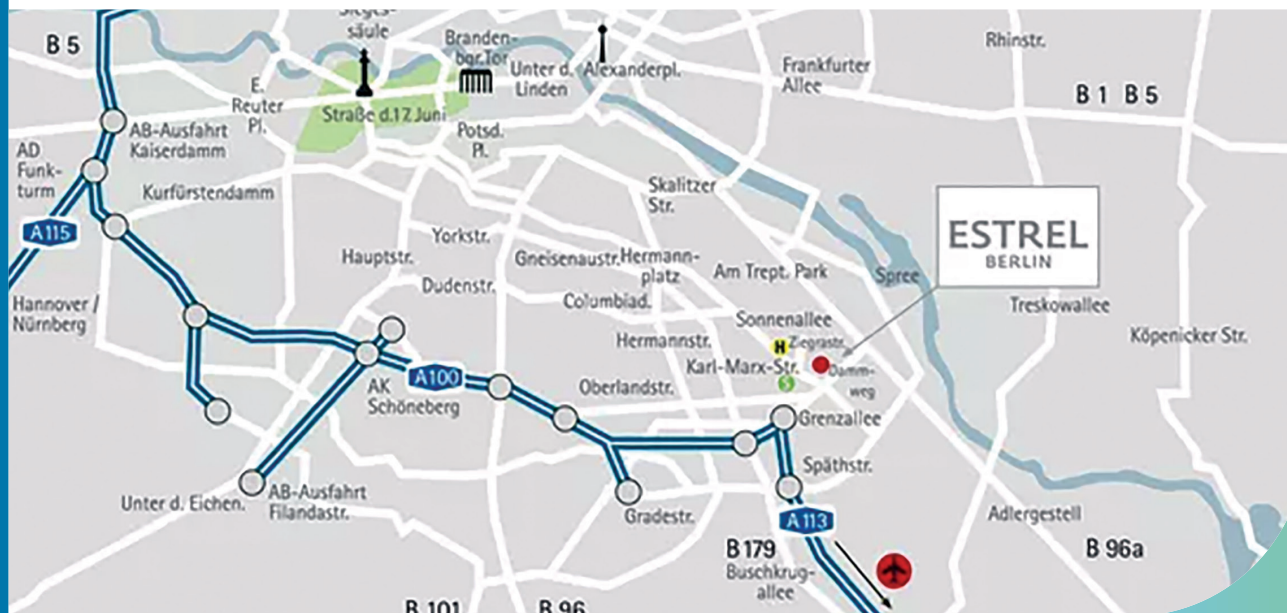 Sieges-
säule
B 5
Branden-
bgr.Tor
Unter d.
Linden
Alexanderpl.
Frankfurter
Allee
Rhinstr.
B 1 B 5
E.
Reuter
Pl.
Straße d.17. Juni
Potsd.
Pl.
AB-Ausfahrt
Kaiserdamm
AD
Funk-
turm
Kurfürstendamm
Skalitzer
Str.
A115
Yorkstr.
Hauptstr.
Gneisenaustr.
Hermann-
platz
Am Trept. Park
ESTREL
BERLIN
Spree
Dudenstr.
Columbiad.
Hannover /
Nürnberg
Treskowallee
Sonnenallee
Köpenicker Str.
Hermannstr.
H
Ziegrastr.
Karl-Marx-Str.
S
Damm-
weg
A100
AK
Schöneberg
Oberlandstr.
Grenzallee
Späthstr.
Unter d. Eichen.
AB-Ausfahrt
Filandastr.
Gradestr.
A113
Adlergestell
B 179
Buschkrug-
allee
B 96a
B 101
B 96